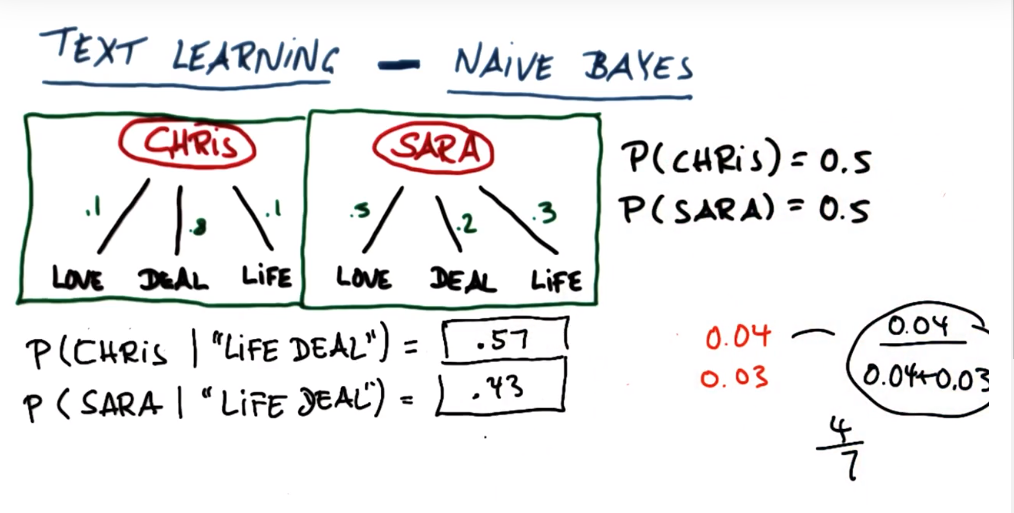 TEXT LEARNING — NAIVE BAYES
CHRIS
.1 .8 .1
LOVE DEAL LIFE
SARA
.5 .2 .3
LOVE DEAL LIFE
P(CHRIS) = 0.5
P(SARA) = 0.5
P(CHRIS | "LIFE DEAL") = .57
P(SARA | "LIFE DEAL") = .43
0.04
0.03
0.04
0.04+0.03
4
7